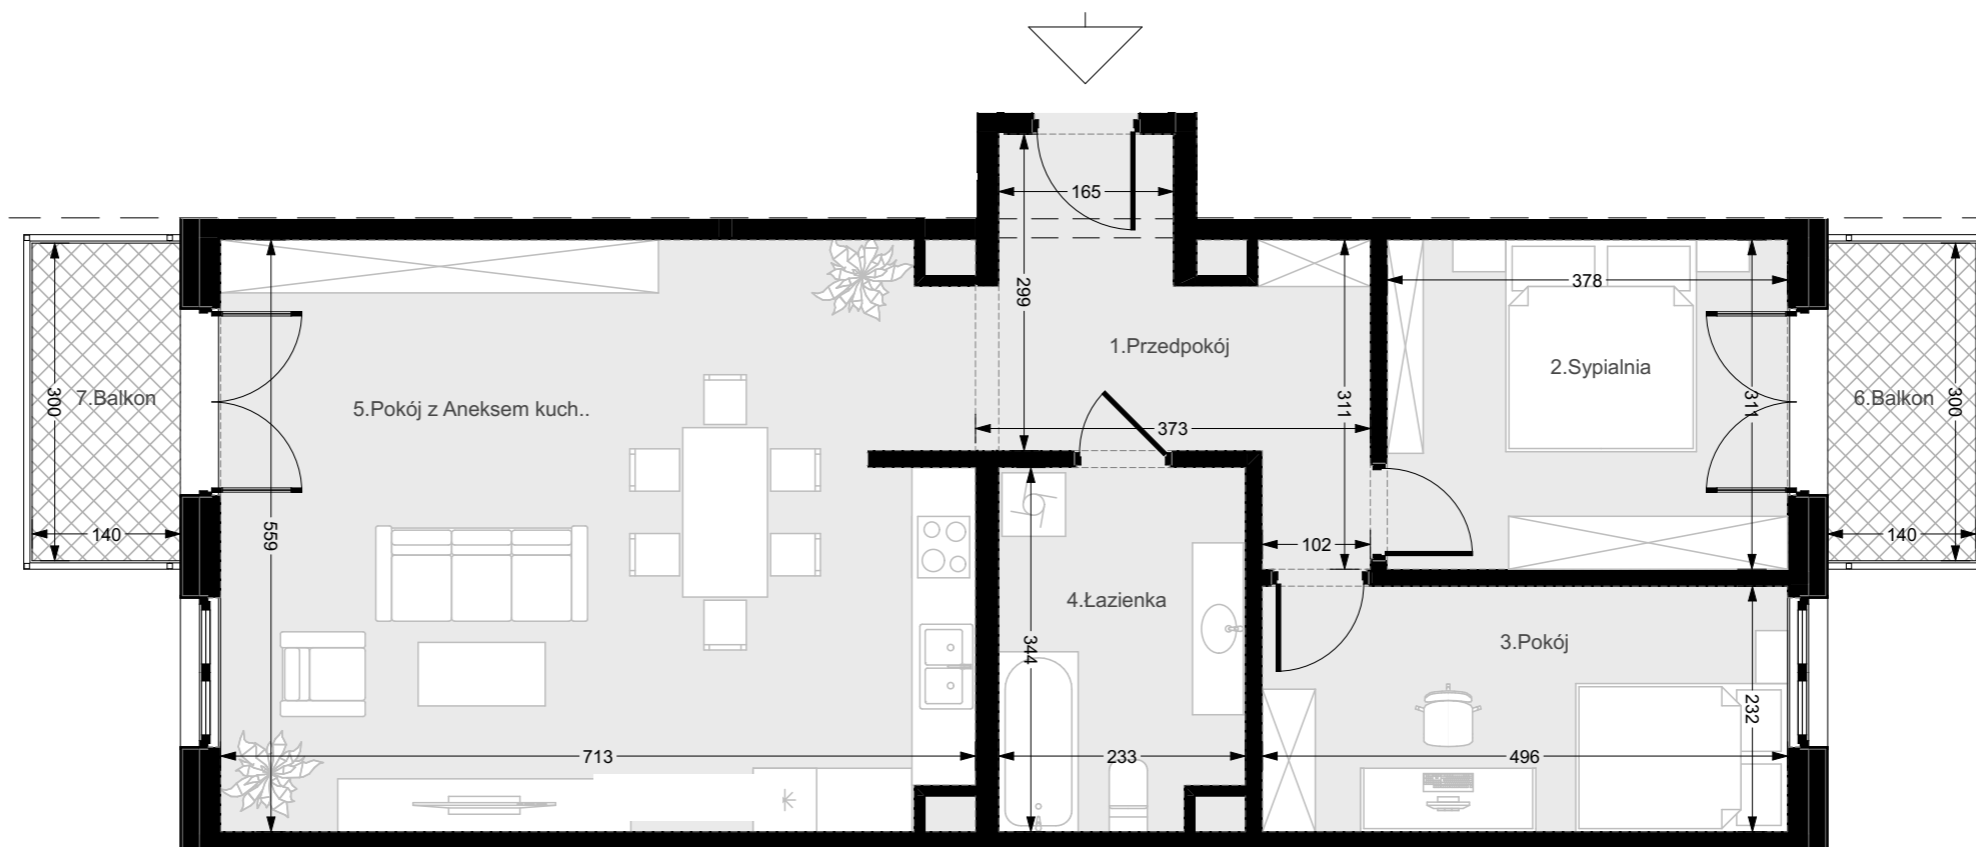 165
299
1.Przedpokój
373
311
102
378
2.Sypialnia
311
6.Balkon
300
140
7.Balkon
300
140
5.Pokój z Aneksem kuch..
559
713
4.Łazienka
344
233
3.Pokój
232
496